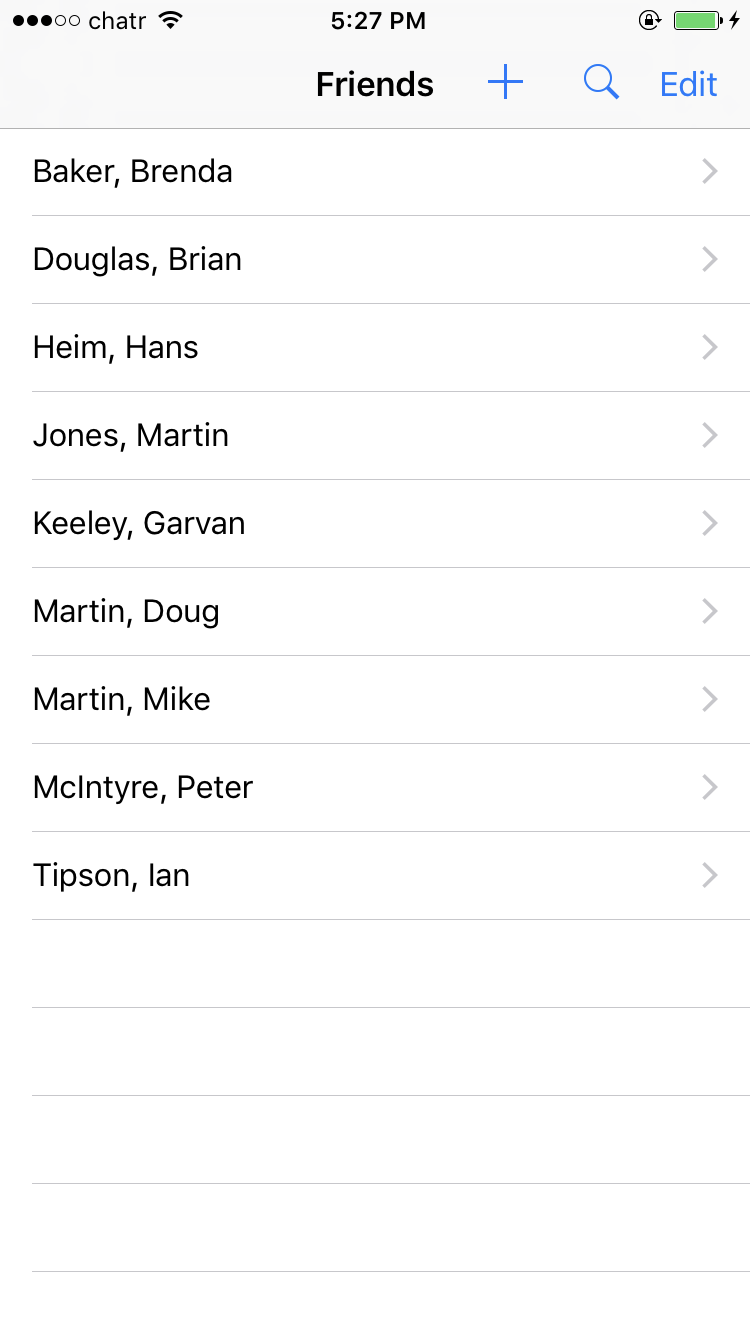 chatr 5:27 PM
Friends Edit
Baker, Brenda
Douglas, Brian
Heim, Hans
Jones, Martin
Keeley, Garvan
Martin, Doug
Martin, Mike
McIntyre, Peter
Tipson, Ian